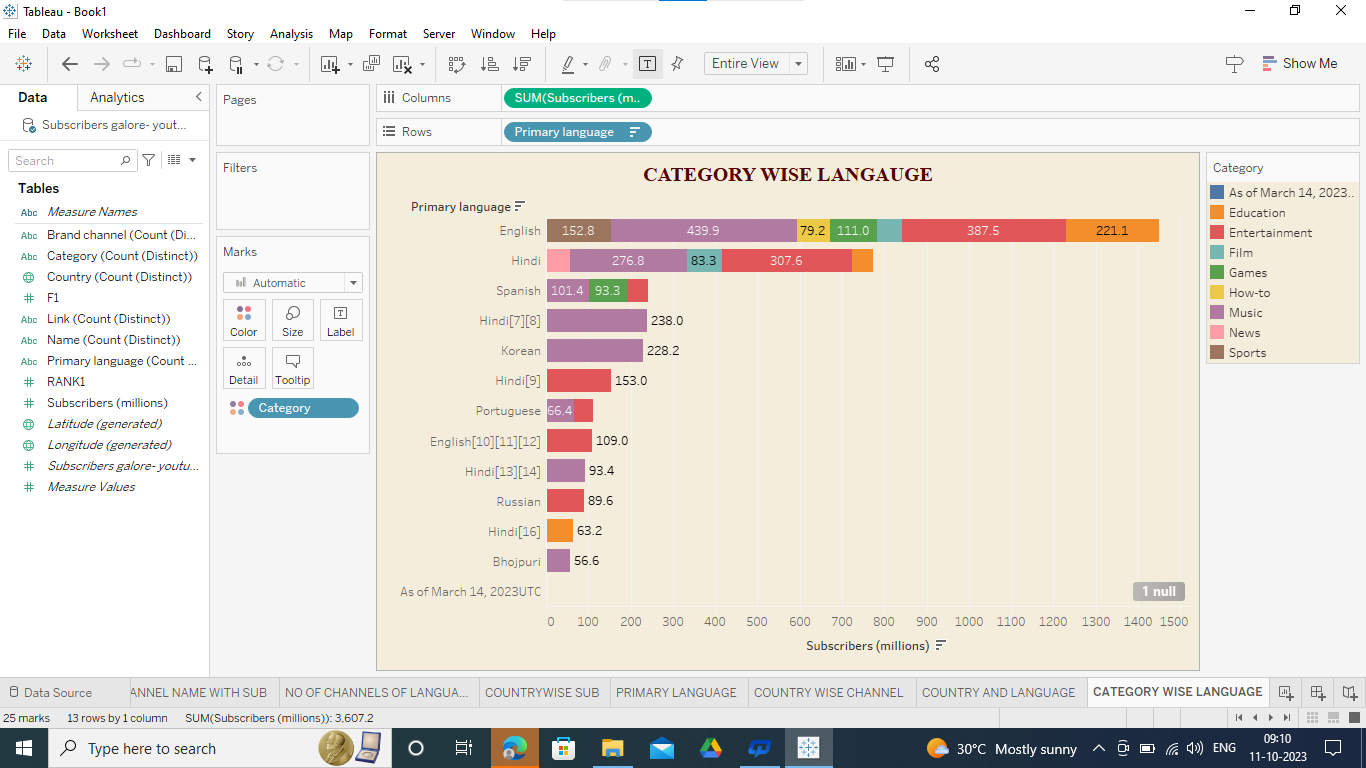 Tableau - Book1
File Data Worksheet Dashboard Story Analysis Map Format Server Window Help
Entire View
Show Me
Data Analytics
Subscribers galore- yout...
Search
Tables
Abc Measure Names
Abc Brand channel (Count (Di...
Abc Category (Count (Distinct))
Country (Count (Distinct))
# F1
Abc Link (Count (Distinct))
Abc Name (Count (Distinct))
Abc Primary language (Count ...
# RANK1
# Subscribers (millions)
Latitude (generated)
Longitude (generated)
# Subscribers galore- youtu...
# Measure Values
Pages
Filters
Marks
Automatic
Color Size Label
Detail Tooltip
Category
Columns SUM(Subscribers (m..
Rows Primary language
CATEGORY WISE LANGAUGE
Primary language
English 152.8 439.9 79.2 111.0 387.5 221.1
Hindi 276.8 83.3 307.6
Spanish 101.4 93.3
Hindi[7][8] 238.0
Korean 228.2
Hindi[9] 153.0
Portuguese 66.4
English[10][11][12] 109.0
Hindi[13][14] 93.4
Russian 89.6
Hindi[16] 63.2
Bhojpuri 56.6
As of March 14, 2023UTC 1 null
0 100 200 300 400 500 600 700 800 900 1000 1100 1200 1300 1400 1500
Subscribers (millions)
Category
As of March 14, 2023..
Education
Entertainment
Film
Games
How-to
Music
News
Sports
Data Source ANNEL NAME WITH SUB NO OF CHANNELS OF LANGUA... COUNTRYWISE SUB PRIMARY LANGUAGE COUNTRY WISE CHANNEL COUNTRY AND LANGUAGE CATEGORY WISE LANGUAGE
25 marks 13 rows by 1 column SUM(Subscribers (millions)): 3,607.2
Type here to search
30°C Mostly sunny
ENG
09:10
11-10-2023